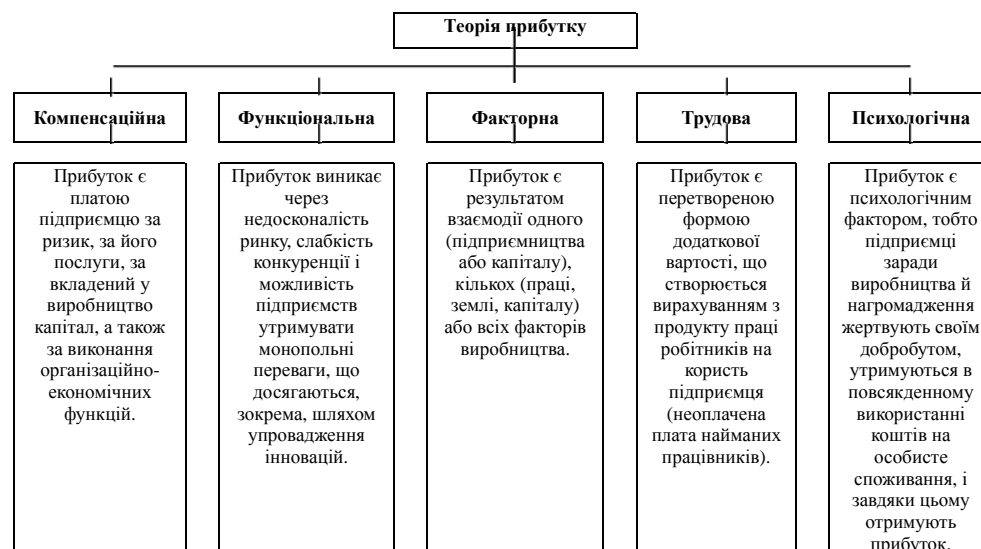 Теорія прибутку
Компенсаційна
Функціональна
Факторна
Трудова
Психологічна
Прибуток є
платою
підприємцю за
ризик, за його
послуги, за
вкладений у
виробництво
капітал, а також
за виконання
організаційно-
економічних
функцій.
Прибуток виникає
через
недосконалість
ринку, слабкість
конкуренції і
можливість
підприємств
утримувати
монопольні
переваги, що
досягаються,
зокрема, шляхом
упровадження
інновацій.
Прибуток є
результатом
взаємодії одного
(підприємництва
або капіталу),
кількох (праці,
землі, капіталу)
або всіх факторів
виробництва.
Прибуток є
перетвореною
формою
додаткової
вартості, що
створюється
вирахуванням з
продукту праці
робітників на
користь
підприємця
(неоплачена
плата найманих
працівників).
Прибуток є
психологічним
фактором, тобто
підприємці
заради
виробництва й
нагромадження
жертвують своїм
добробутом,
утримуються в
повсякденному
використанні
коштів на
особисте
споживання, і
завдяки цьому
отримують
прибуток.